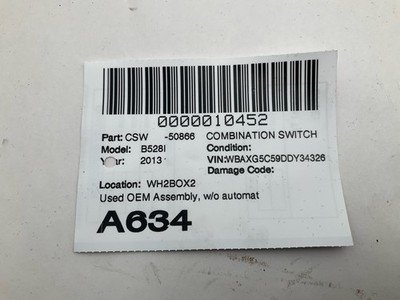 0000010452
Part: CSW -50866 COMBINATION SWITCH
Model: B528I Condition:
Year: 2013 VIN:WBAXG5C59DDY34326
Damage Code:
Location: WH2BOX2
Used OEM Assembly, w/o automat
A634